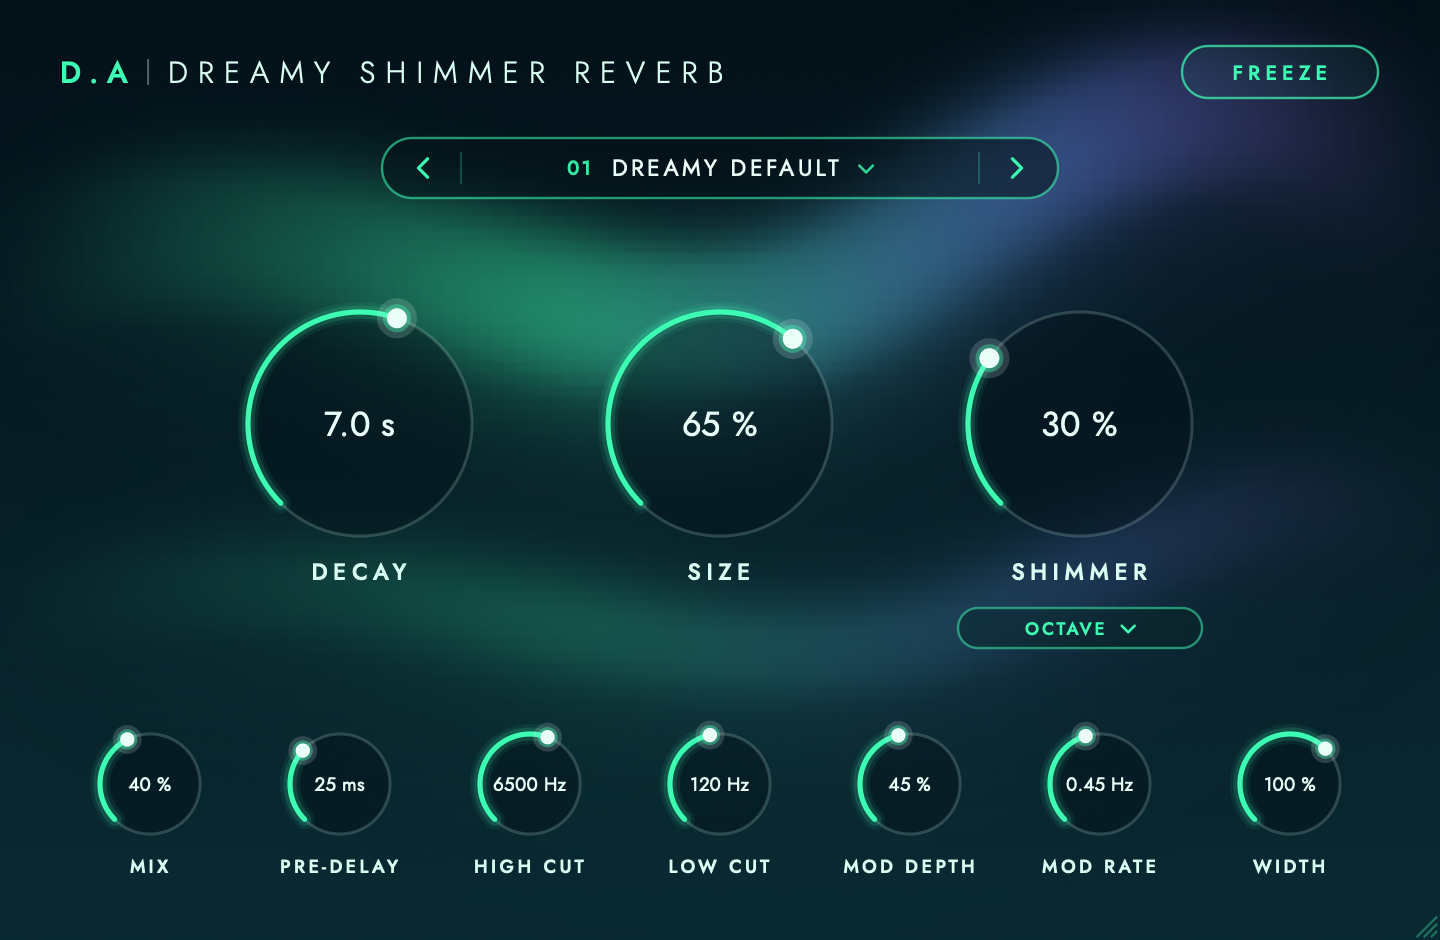 D.A | DREAMY SHIMMER REVERB
FREEZE
01 DREAMY DEFAULT
7.0 s
65 %
30 %
DECAY
SIZE
SHIMMER
OCTAVE
40 %
25 ms
6500 Hz
120 Hz
45 %
0.45 Hz
100 %
MIX
PRE-DELAY
HIGH CUT
LOW CUT
MOD DEPTH
MOD RATE
WIDTH